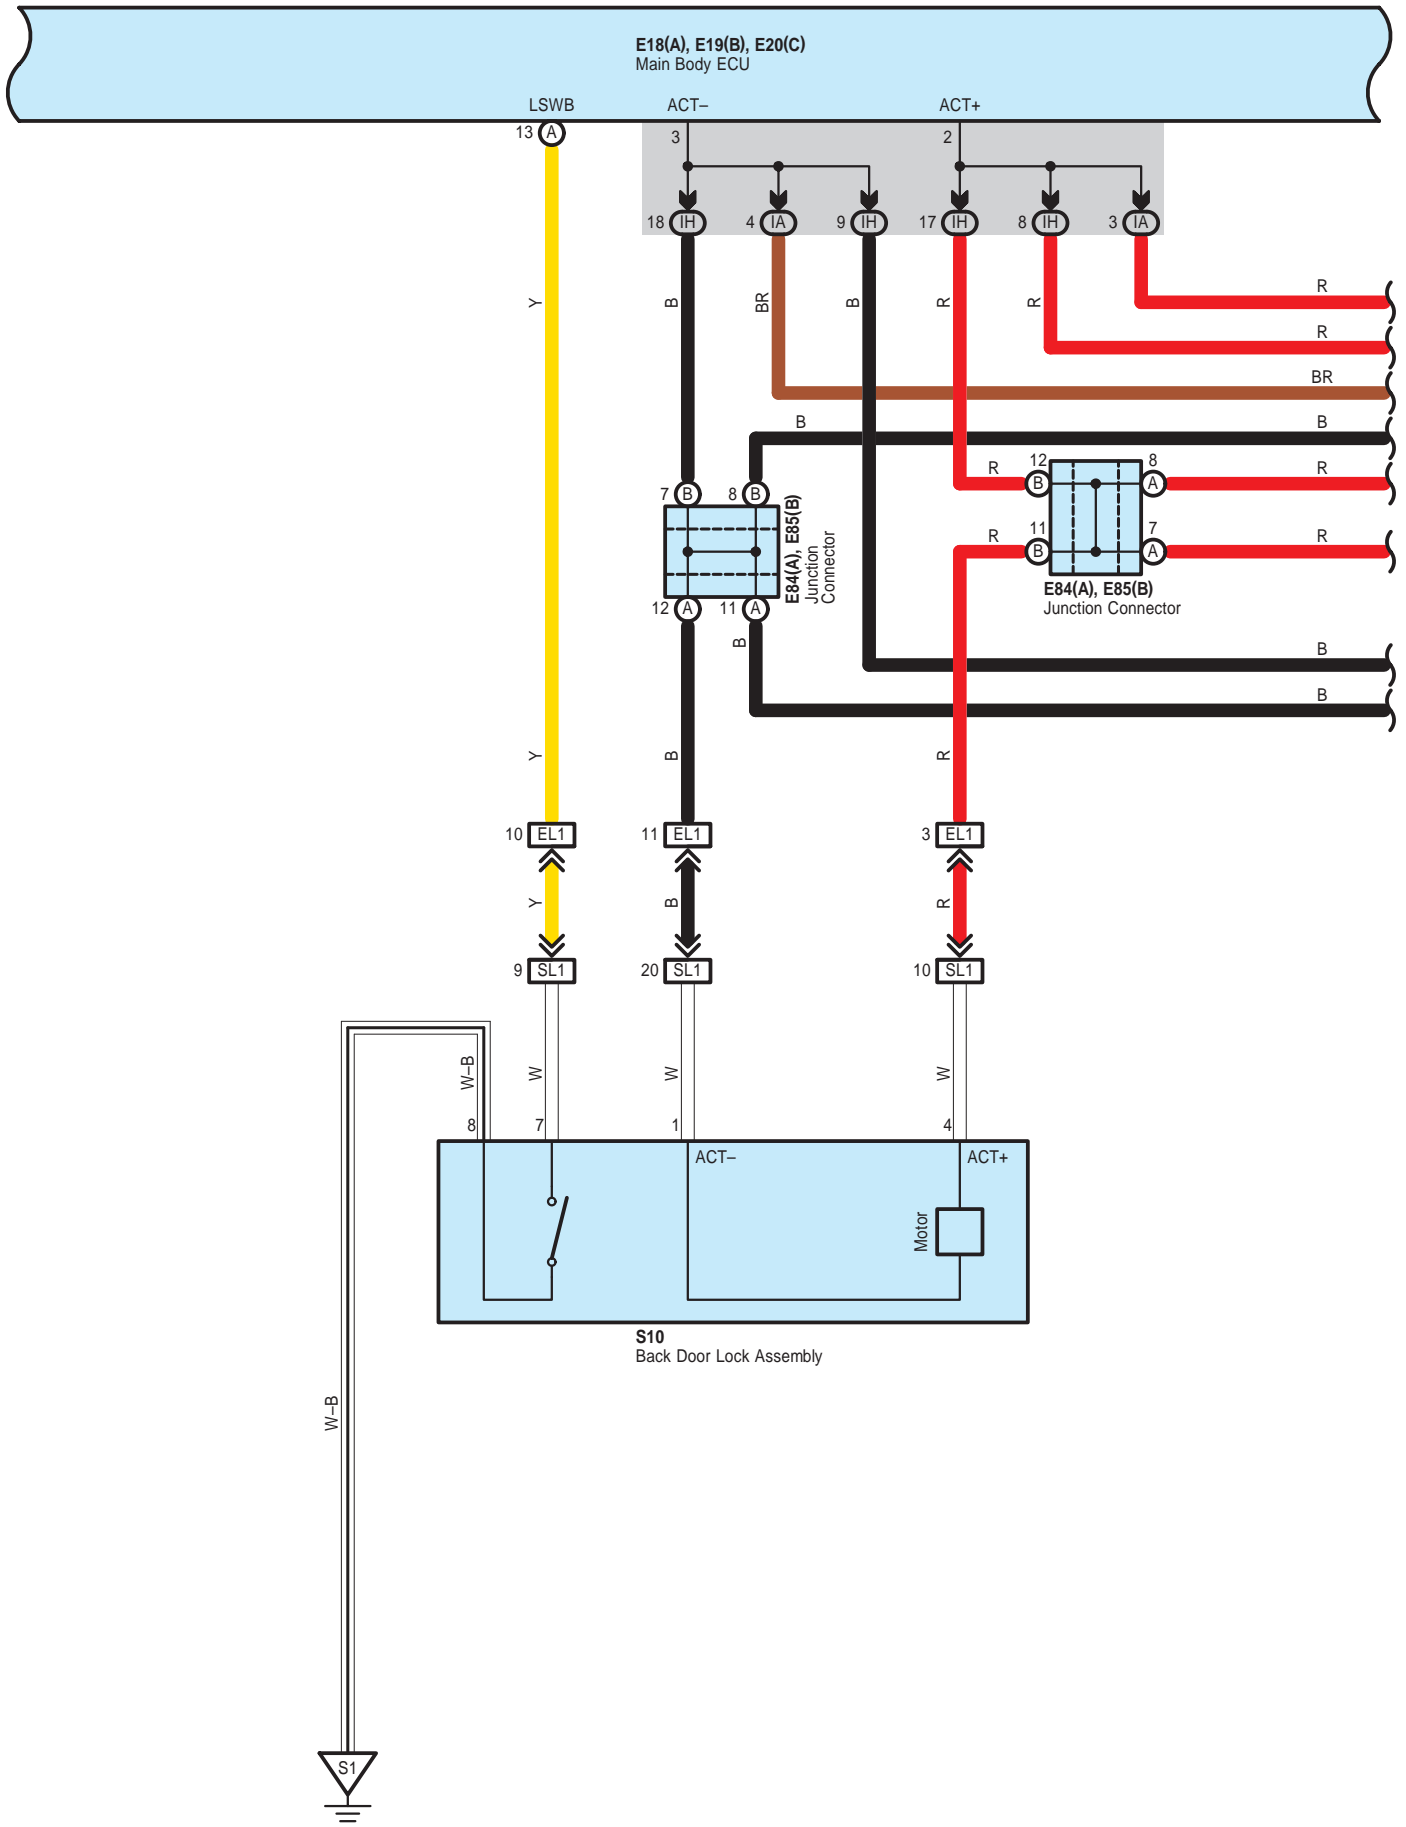 E18(A), E19(B), E20(C)
Main Body ECU
LSWB ACT– ACT+
13 A 3 2
18 IH 4 IA 9 IH 17 IH 8 IH 3 IA
R
Y B BR B R R
R
BR
B B
12 8
R B A R
7 B 8 B
11 7
R B A R
E84(A), E85(B)
Junction
Connector
E84(A), E85(B)
Junction Connector
12 A 11 A
B
B
B
Y B R
10 EL1 11 EL1 3 EL1
Y B R
9 SL1 20 SL1 10 SL1
W–B W W W
8 7 1 4
ACT– ACT+
Motor
S10
Back Door Lock Assembly
W–B
S1